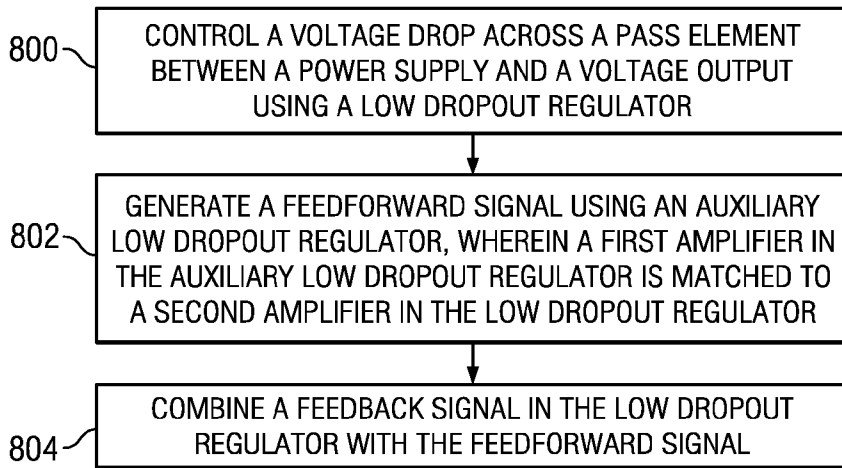 800
CONTROL A VOLTAGE DROP ACROSS A PASS ELEMENT
BETWEEN A POWER SUPPLY AND A VOLTAGE OUTPUT
USING A LOW DROPOUT REGULATOR
802
GENERATE A FEEDFORWARD SIGNAL USING AN AUXILIARY
LOW DROPOUT REGULATOR, WHEREIN A FIRST AMPLIFIER IN
THE AUXILIARY LOW DROPOUT REGULATOR IS MATCHED TO
A SECOND AMPLIFIER IN THE LOW DROPOUT REGULATOR
804
COMBINE A FEEDBACK SIGNAL IN THE LOW DROPOUT
REGULATOR WITH THE FEEDFORWARD SIGNAL